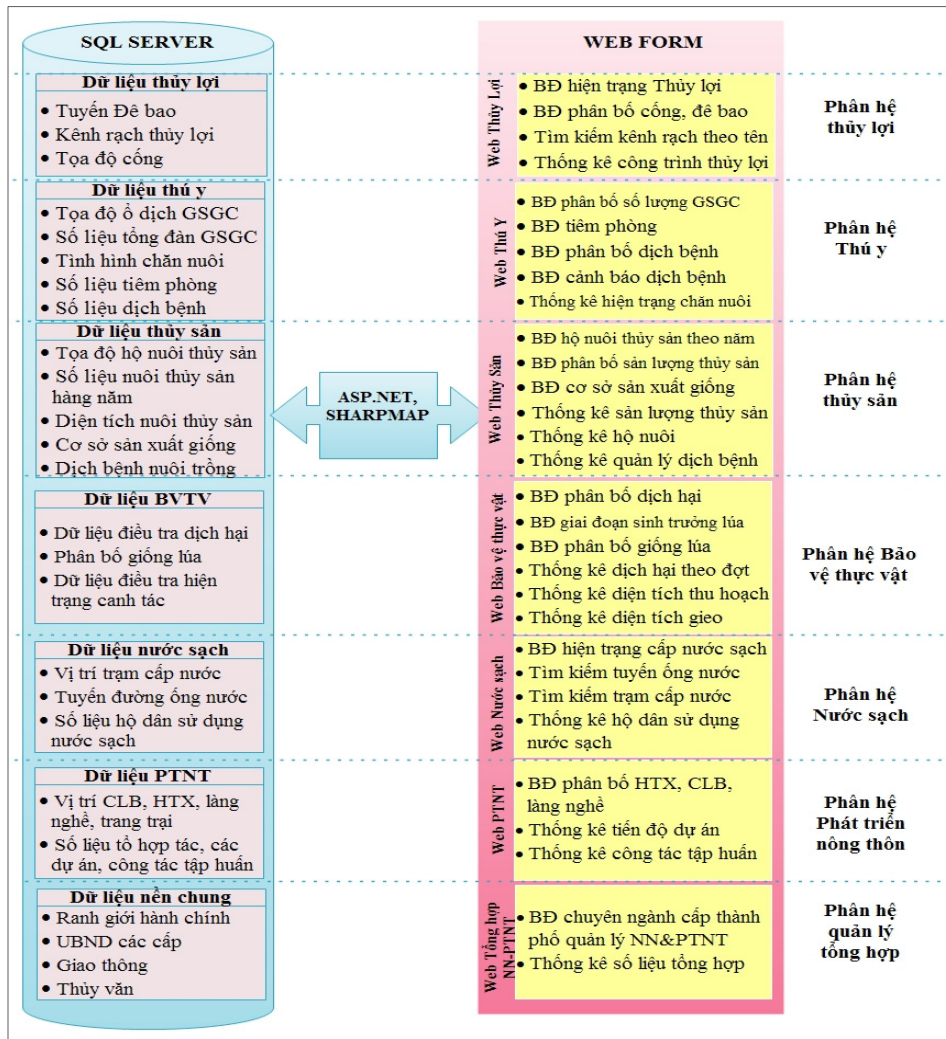 SQL SERVER
WEB FORM
Dữ liệu thủy lợi
• Tuyến Đê bao
• Kênh rạch thủy lợi
• Tọa độ cống
Web Thủy Lợi
• BĐ hiện trạng Thủy lợi
• BĐ phân bố cống, đê bao
• Tìm kiếm kênh rạch theo tên
• Thống kê công trình thủy lợi
Phân hệ
thủy lợi
Dữ liệu thú y
• Tọa độ ổ dịch GSGC
• Số liệu tổng đàn GSGC
• Tình hình chăn nuôi
• Số liệu tiêm phòng
• Số liệu dịch bệnh
Web Thú Y
• BĐ phân bố số lượng GSGC
• BĐ tiêm phòng
• BĐ phân bố dịch bệnh
• BĐ cảnh báo dịch bệnh
• Thống kê hiện trạng chăn nuôi
Phân hệ
Thú y
Dữ liệu thủy sản
• Tọa độ hộ nuôi thủy sản
• Số liệu nuôi thủy sản
hàng năm
• Diện tích nuôi thủy sản
• Cơ sở sản xuất giống
• Dịch bệnh nuôi trồng
ASP.NET,
SHARPMAP
Web Thủy Sản
• BĐ hộ nuôi thủy sản theo năm
• BĐ phân bố sản lượng thủy sản
• BĐ cơ sở sản xuất giống
• Thống kê sản lượng thủy sản
• Thống kê hộ nuôi
• Thống kê quản lý dịch bệnh
Phân hệ
thủy sản
Dữ liệu BVTV
• Dữ liệu điều tra dịch hại
• Phân bố giống lúa
• Dữ liệu điều tra hiện
trạng canh tác
Web Bảo vệ thực vật
• BĐ phân bố dịch hại
• BĐ giai đoạn sinh trưởng lúa
• BĐ phân bố giống lúa
• Thống kê dịch hại theo đợt
• Thống kê diện tích thu hoạch
• Thống kê diện tích gieo
Phân hệ Bảo
vệ thực vật
Dữ liệu nước sạch
• Vị trí trạm cấp nước
• Tuyến đường ống nước
• Số liệu hộ dân sử dụng
nước sạch
Web Nước sạch
• BĐ hiện trạng cấp nước sạch
• Tìm kiếm tuyến ống nước
• Tìm kiếm trạm cấp nước
• Thống kê hộ dân sử dụng
nước sạch
Phân hệ
Nước sạch
Dữ liệu PTNT
• Vị trí CLB, HTX, làng
nghề, trang trại
• Số liệu tổ hợp tác, các
dự án, công tác tập huấn
Web PTNT
• BĐ phân bố HTX, CLB,
làng nghề
• Thống kê tiến độ dự án
• Thống kê công tác tập huấn
Phân hệ
Phát triển
nông thôn
Dữ liệu nền chung
• Ranh giới hành chính
• UBND các cấp
• Giao thông
• Thủy văn
Web Tổng hợp
NN-PTNT
• BĐ chuyên ngành cấp thành
phố quản lý NN&PTNT
• Thống kê số liệu tổng hợp
Phân hệ
quản lý
tổng hợp